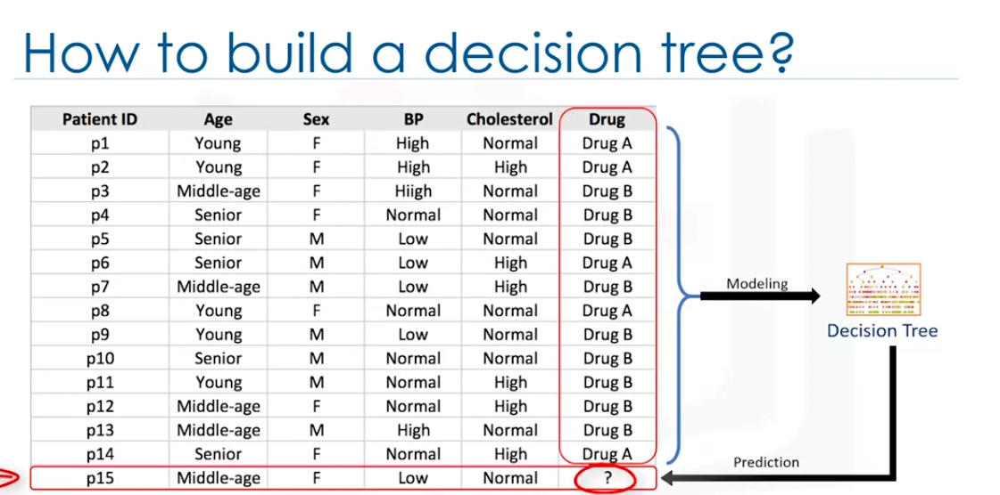 How to build a decision tree?
Patient ID Age Sex BP Cholesterol Drug
p1 Young F High Normal Drug A
p2 Young F High High Drug A
p3 Middle-age F Hiigh Normal Drug B
p4 Senior F Normal Normal Drug B
p5 Senior M Low Normal Drug B
p6 Senior M Low High Drug A
p7 Middle-age M Low High Drug B
p8 Young F Normal Normal Drug A
p9 Young M Low Normal Drug B
p10 Senior M Normal Normal Drug B
p11 Young M Normal High Drug B
p12 Middle-age F Normal High Drug B
p13 Middle-age M High Normal Drug B
p14 Senior F Normal High Drug A
p15 Middle-age F Low Normal ?
Modeling
Decision Tree
Prediction